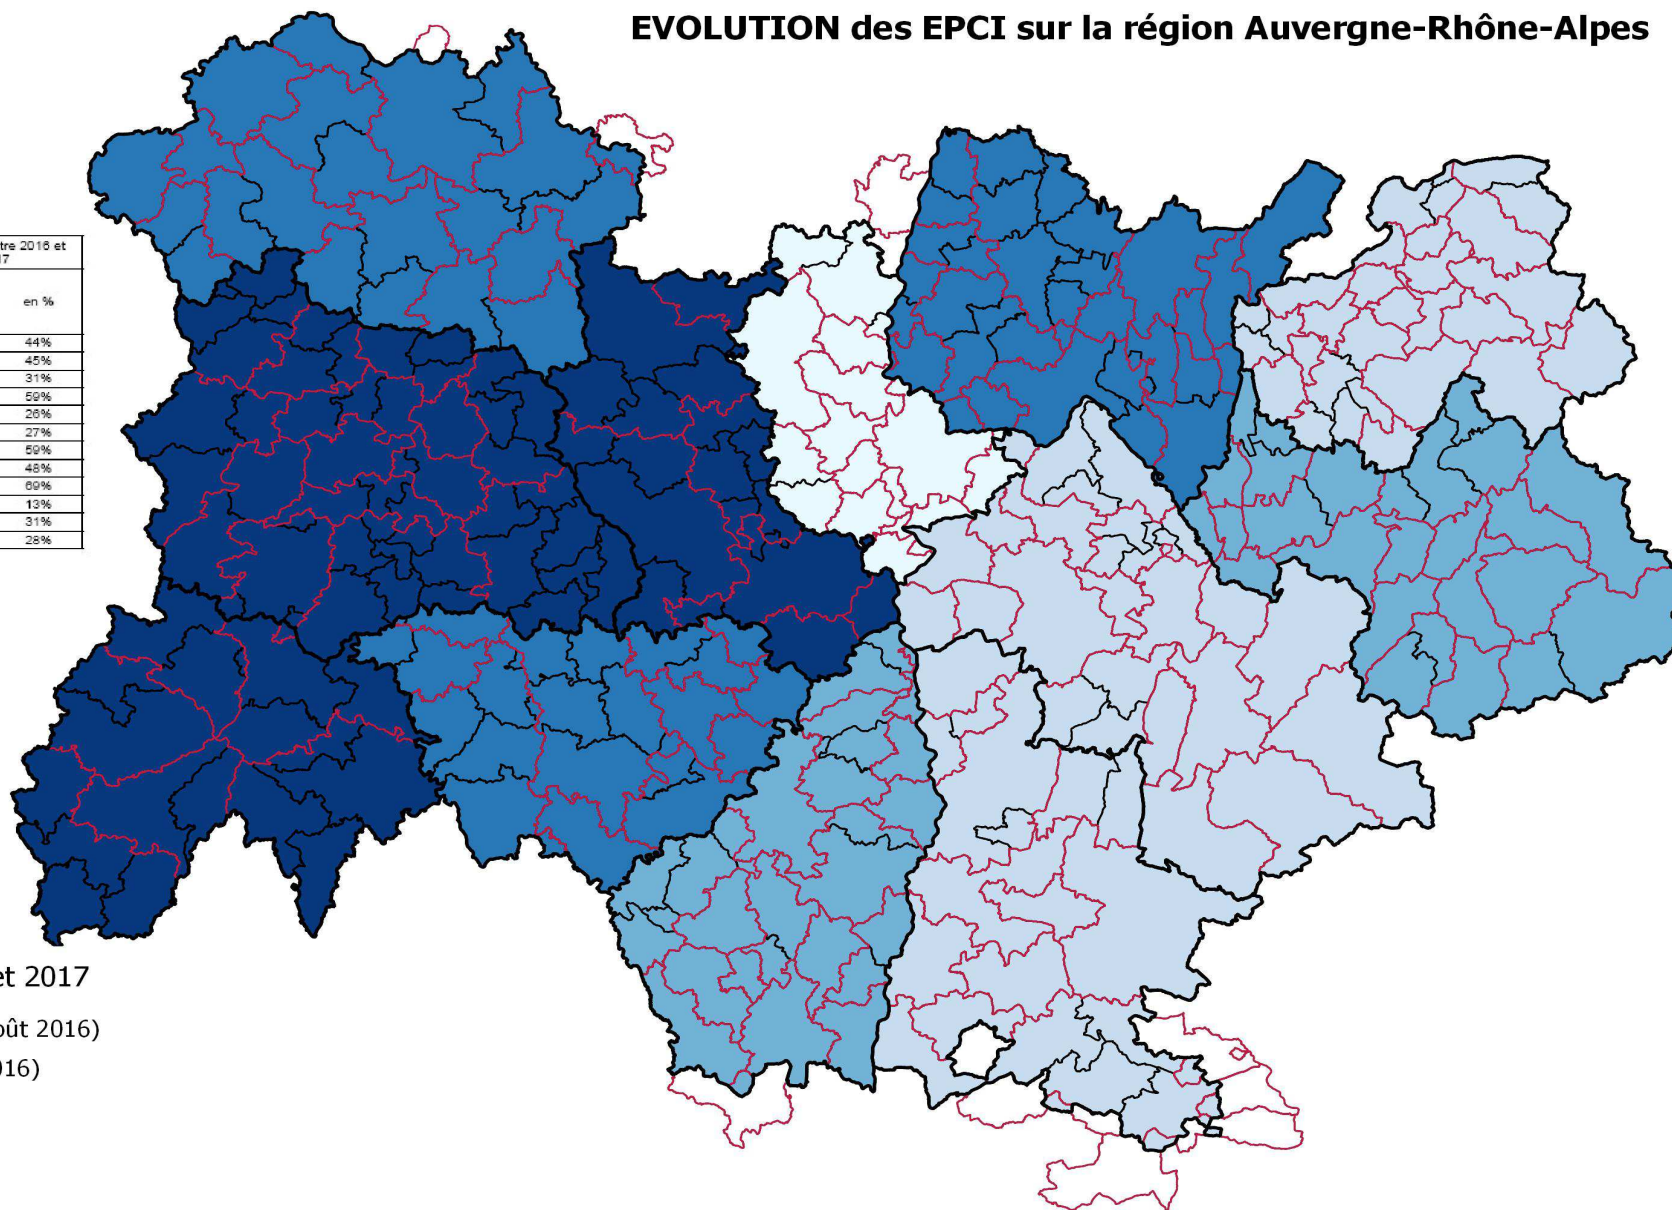 EVOLUTION des EPCI sur la région Auvergne-Rhône-Alpes
tre 2016 et
17
en %
44%
45%
31%
59%
26%
27%
59%
48%
69%
13%
31%
28%
et 2017
oût 2016)
016)